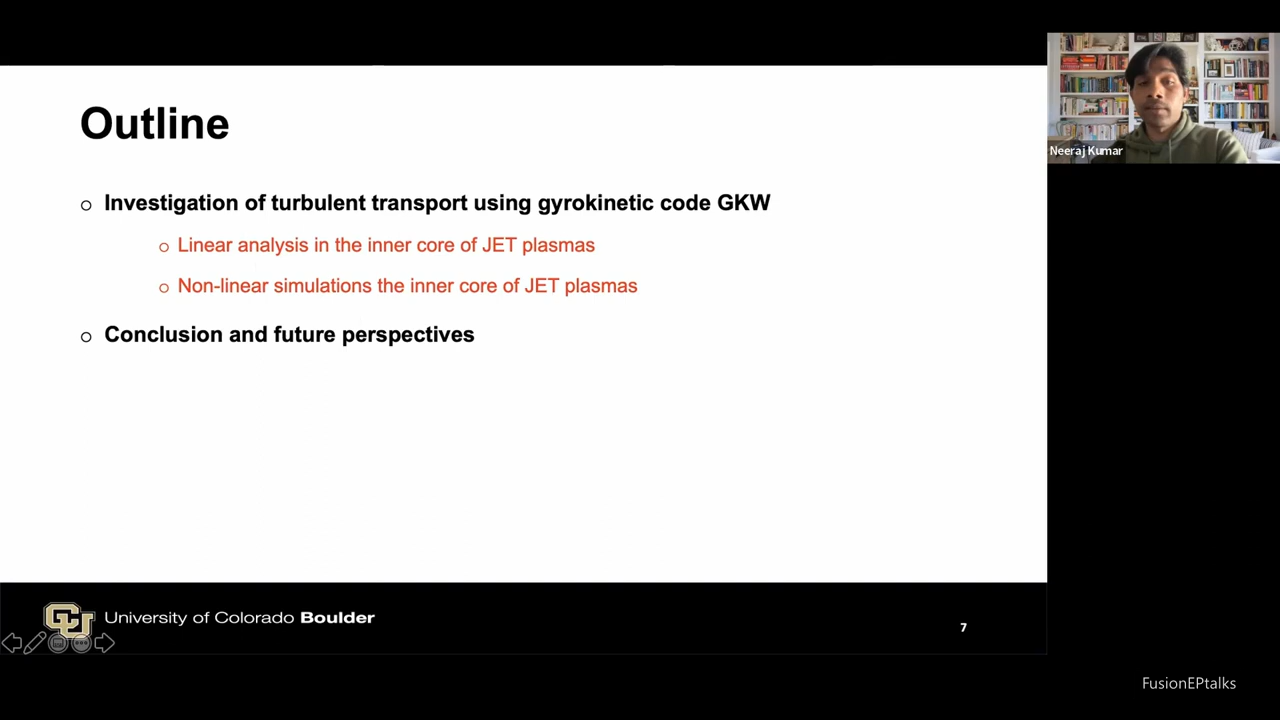 Outline
Investigation of turbulent transport using gyrokinetic code GKW
Linear analysis in the inner core of JET plasmas
Non-linear simulations the inner core of JET plasmas
Conclusion and future perspectives
University of Colorado Boulder
7
Neeraj Kumar
FusionEPtalks